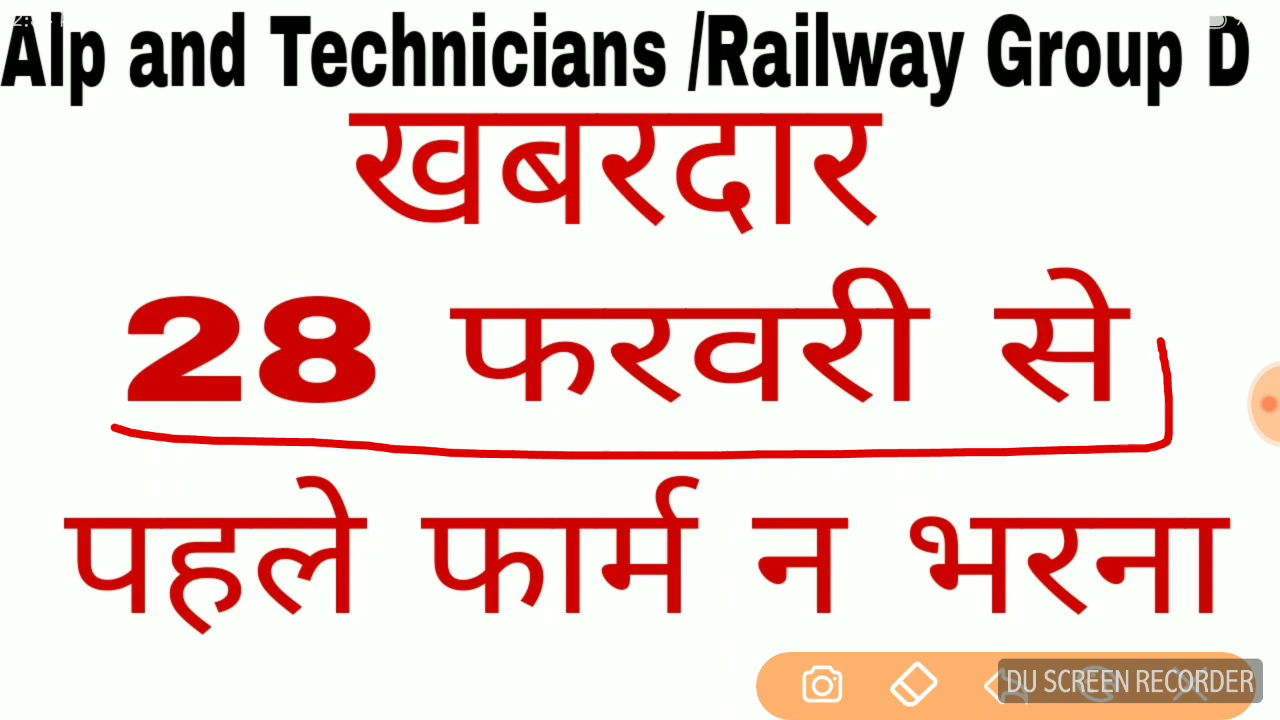 Alp and Technicians /Railway Group D
खबरदार
28 फरवरी से
पहले फार्म न भरना
DU SCREEN RECORDER